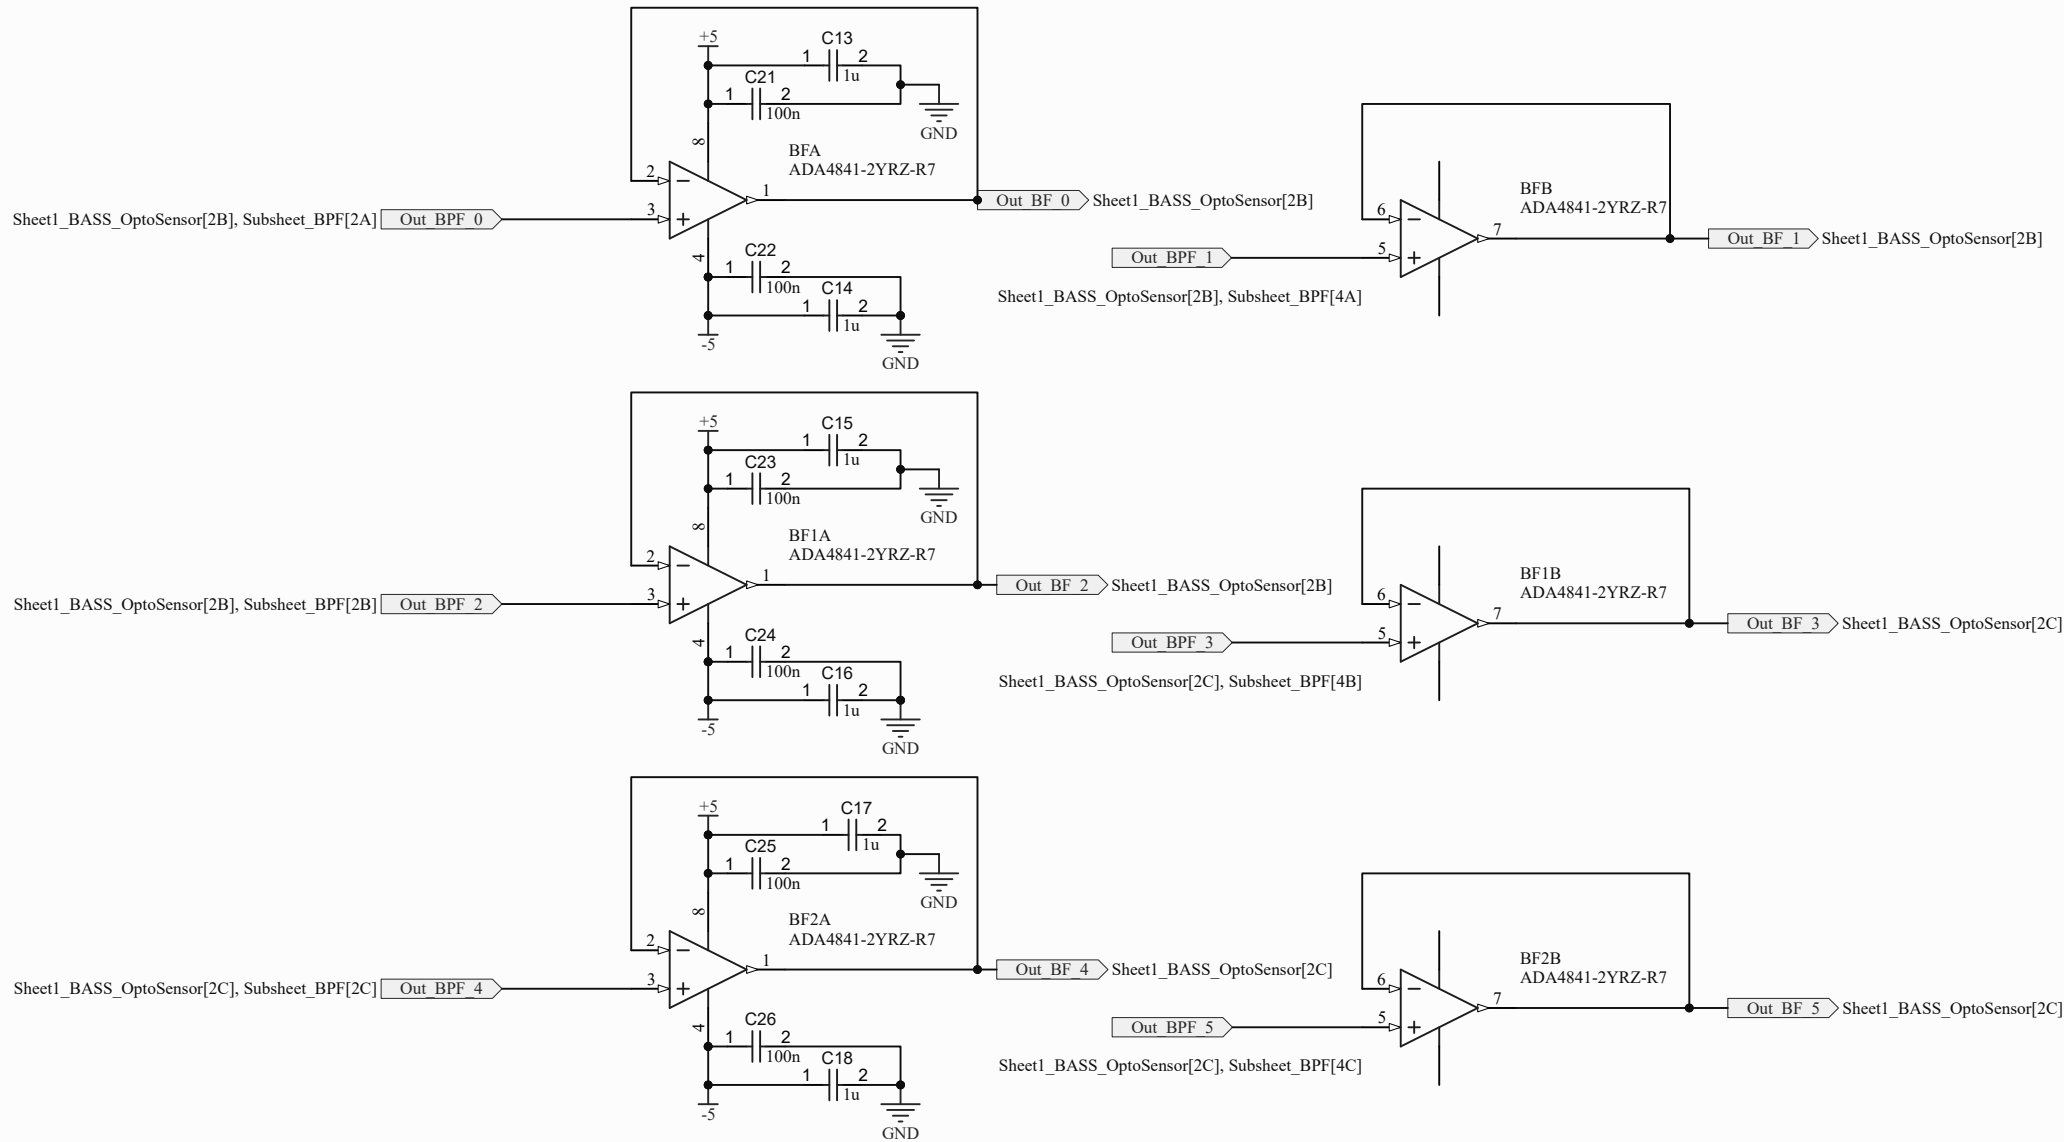 +5
C13
1 2
1u
C21
1 2
100n
GND
8
BFA
ADA4841-2YRZ-R7
2
3
1
Sheet1_BASS_OptoSensor[2B], Subsheet_BPF[2A] Out_BPF_0
Out_BF_0 Sheet1_BASS_OptoSensor[2B]
4
C22
1 2
100n
C14
1 2
1u
-5
GND
BFB
ADA4841-2YRZ-R7
6
7
5
Out_BPF_1
Out_BF_1 Sheet1_BASS_OptoSensor[2B]
Sheet1_BASS_OptoSensor[2B], Subsheet_BPF[4A]
+5
C15
1 2
1u
C23
1 2
100n
GND
8
BF1A
ADA4841-2YRZ-R7
2
3
1
Sheet1_BASS_OptoSensor[2B], Subsheet_BPF[2B] Out_BPF_2
Out_BF_2 Sheet1_BASS_OptoSensor[2B]
4
C24
1 2
100n
C16
1 2
1u
-5
GND
BF1B
ADA4841-2YRZ-R7
6
7
5
Out_BPF_3
Out_BF_3 Sheet1_BASS_OptoSensor[2C]
Sheet1_BASS_OptoSensor[2C], Subsheet_BPF[4B]
+5
C17
1 2
1u
C25
1 2
100n
GND
8
BF2A
ADA4841-2YRZ-R7
2
3
1
Sheet1_BASS_OptoSensor[2C], Subsheet_BPF[2C] Out_BPF_4
Out_BF_4 Sheet1_BASS_OptoSensor[2C]
4
C26
1 2
100n
C18
1 2
1u
-5
GND
BF2B
ADA4841-2YRZ-R7
6
7
5
Out_BPF_5
Out_BF_5 Sheet1_BASS_OptoSensor[2C]
Sheet1_BASS_OptoSensor[2C], Subsheet_BPF[4C]